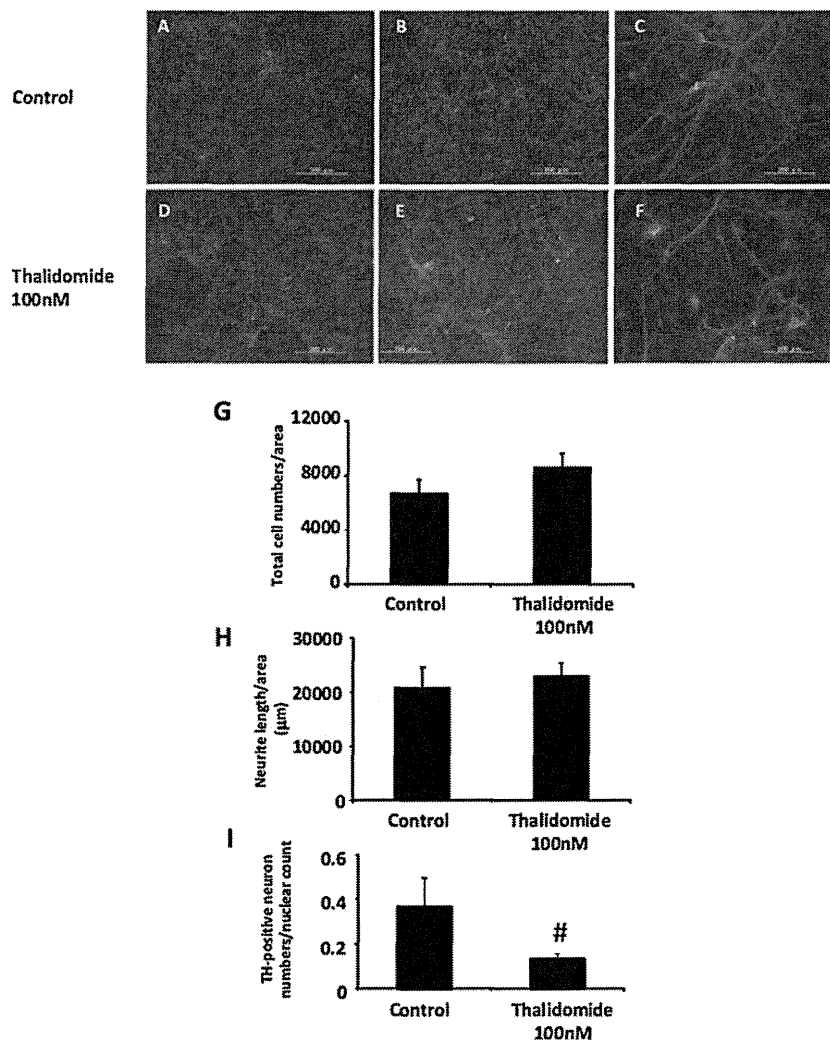 A
B
C
Control
D
E
F
Thalidomide
100nM
G
Total cell numbers/area
12000
8000
4000
0
Control
Thalidomide
100nM
H
Neurite length/area
(μm)
30000
20000
10000
0
Control
Thalidomide
100nM
I
TH-positive neuron
numbers/nuclear count
0.6
0.4
0.2
0
#
Control
Thalidomide
100nM